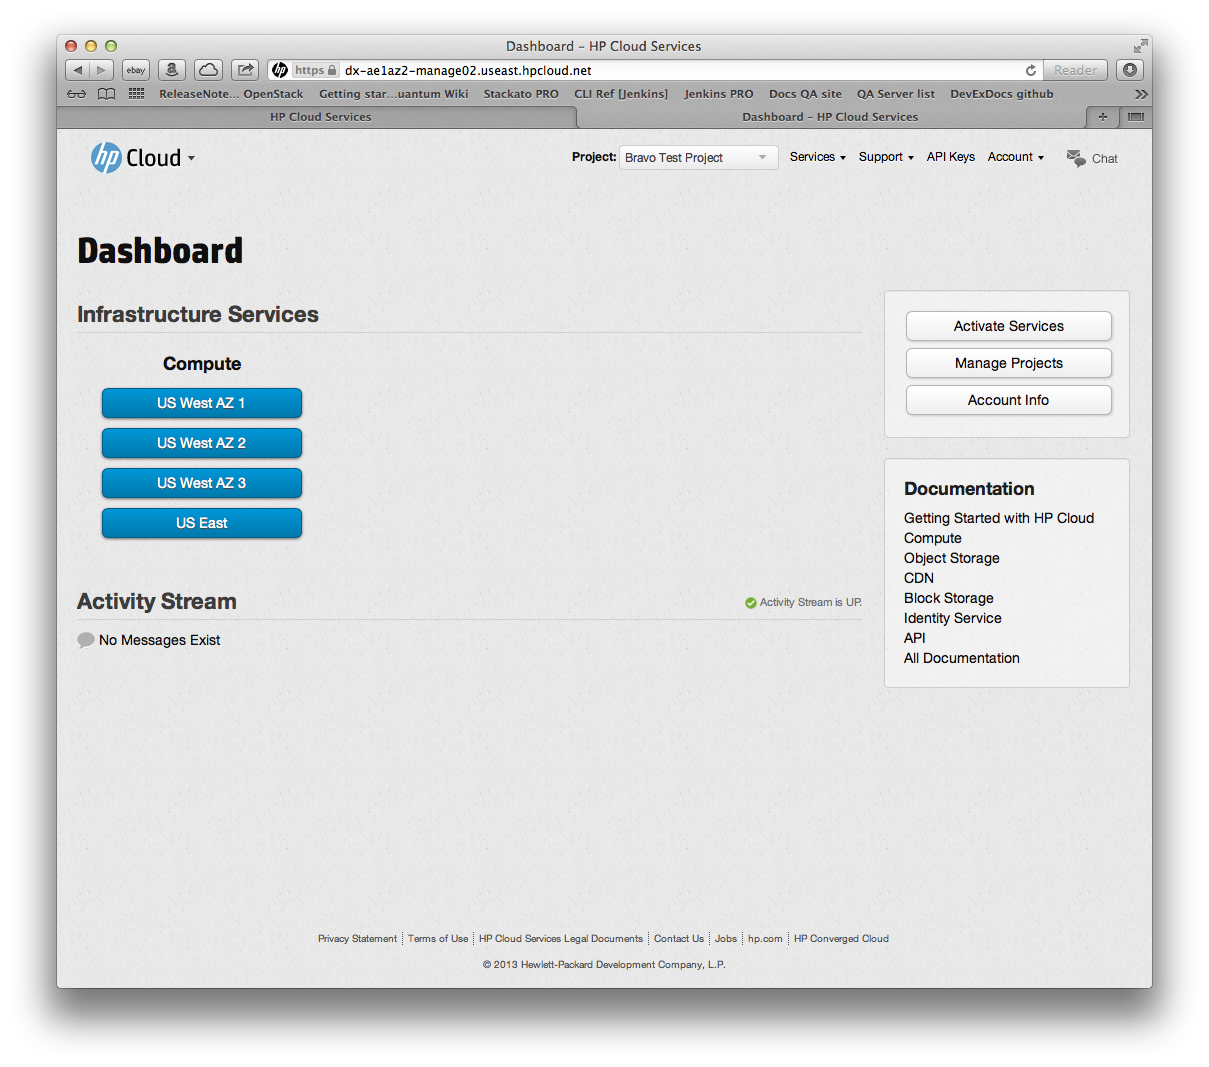 Dashboard – HP Cloud Services
ebay
a
hp
https
dx-ae1az2-manage02.useast.hpcloud.net
Reader
ReleaseNote... OpenStack
Getting star...uantum Wiki
Stackato PRO
CLI Ref [Jenkins]
Jenkins PRO
Docs QA site
QA Server list
DevExDocs github
HP Cloud Services
Dashboard – HP Cloud Services
hp Cloud
Project: Bravo Test Project
Services
Support
API Keys
Account
Chat
Dashboard
Infrastructure Services
Compute
US West AZ 1
US West AZ 2
US West AZ 3
US East
Activity Stream
Activity Stream is UP.
No Messages Exist
Activate Services
Manage Projects
Account Info
Documentation
Getting Started with HP Cloud
Compute
Object Storage
CDN
Block Storage
Identity Service
API
All Documentation
Privacy Statement
Terms of Use
HP Cloud Services Legal Documents
Contact Us
Jobs
hp.com
HP Converged Cloud
© 2013 Hewlett-Packard Development Company, L.P.